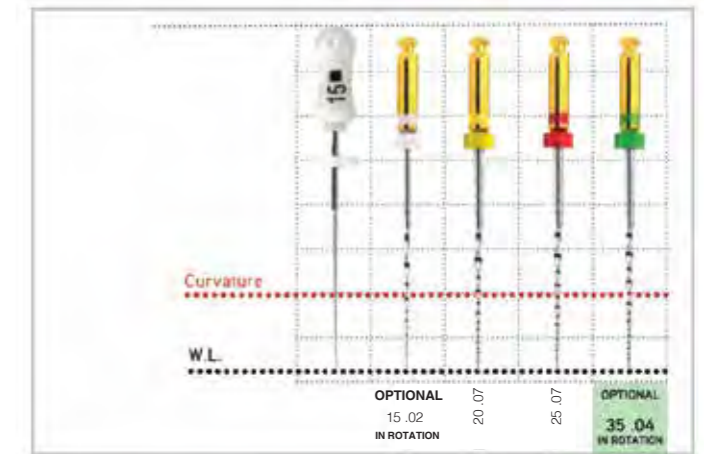 15
Curvature
W.L.
OPTIONAL
15 .02
IN ROTATION
20 .07
25 .07
OPTIONAL
35 .04
IN ROTATION